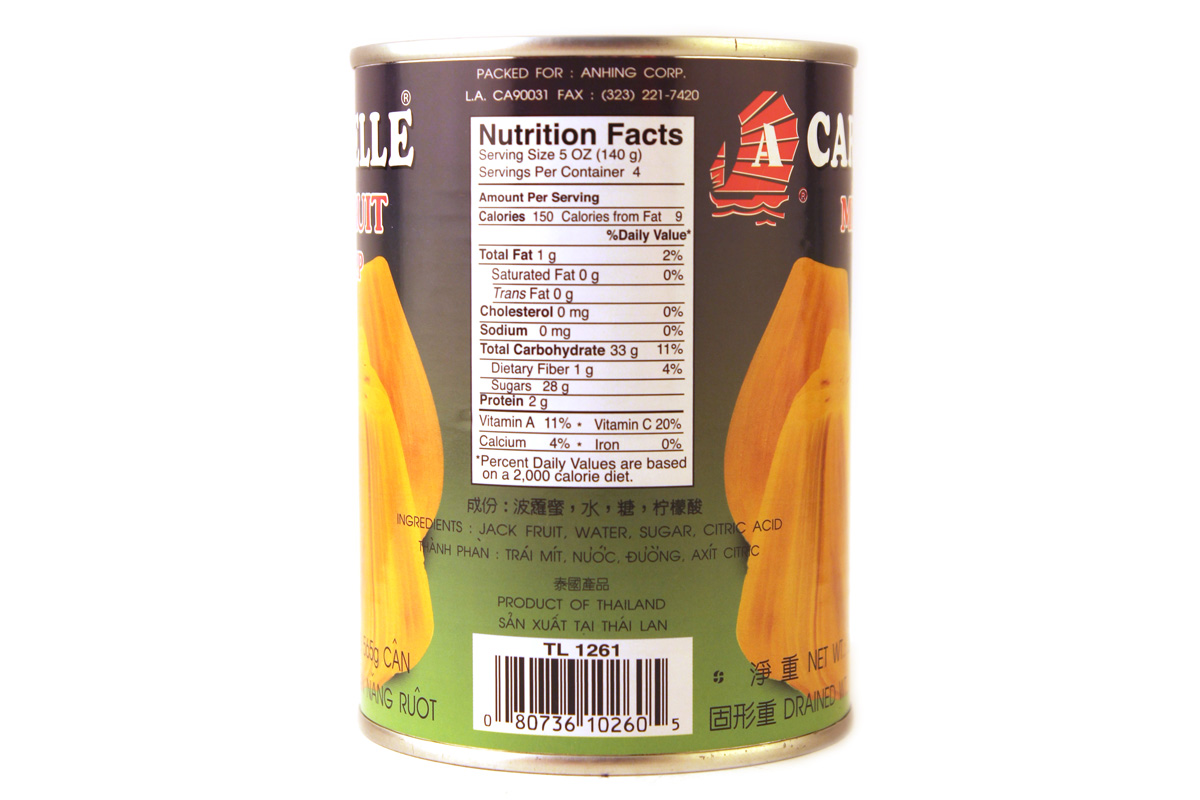 PACKED FOR : ANHING CORP.
L.A. CA90031 FAX : (323) 221-7420
ELLE®
UIT
P
A
®
CAR
Nutrition Facts
Serving Size 5 OZ (140 g)
Servings Per Container 4
Amount Per Serving
Calories 150 Calories from Fat 9
%Daily Value*
Total Fat 1 g 2%
Saturated Fat 0 g 0%
Trans Fat 0 g
Cholesterol 0 mg 0%
Sodium 0 mg 0%
Total Carbohydrate 33 g 11%
Dietary Fiber 1 g 4%
Sugars 28 g
Protein 2 g
Vitamin A 11% * Vitamin C 20%
Calcium 4% * Iron 0%
*Percent Daily Values are based
on a 2,000 calorie diet.
成份：波蘿蜜，水，糖，柠檬酸
INGREDIENTS : JACK FRUIT, WATER, SUGAR, CITRIC ACID
THÀNH PHẦN : TRÁI MÍT, NƯỚC, ĐƯỜNG, AXÍT CITRIC
泰國產品
PRODUCT OF THAILAND
SẢN XUẤT TẠI THÁI LAN
TL 1261
0 80736 10260 5
565g CÂN
NẶNG RUỘT
淨重 NET WT.
固形重 DRAINED